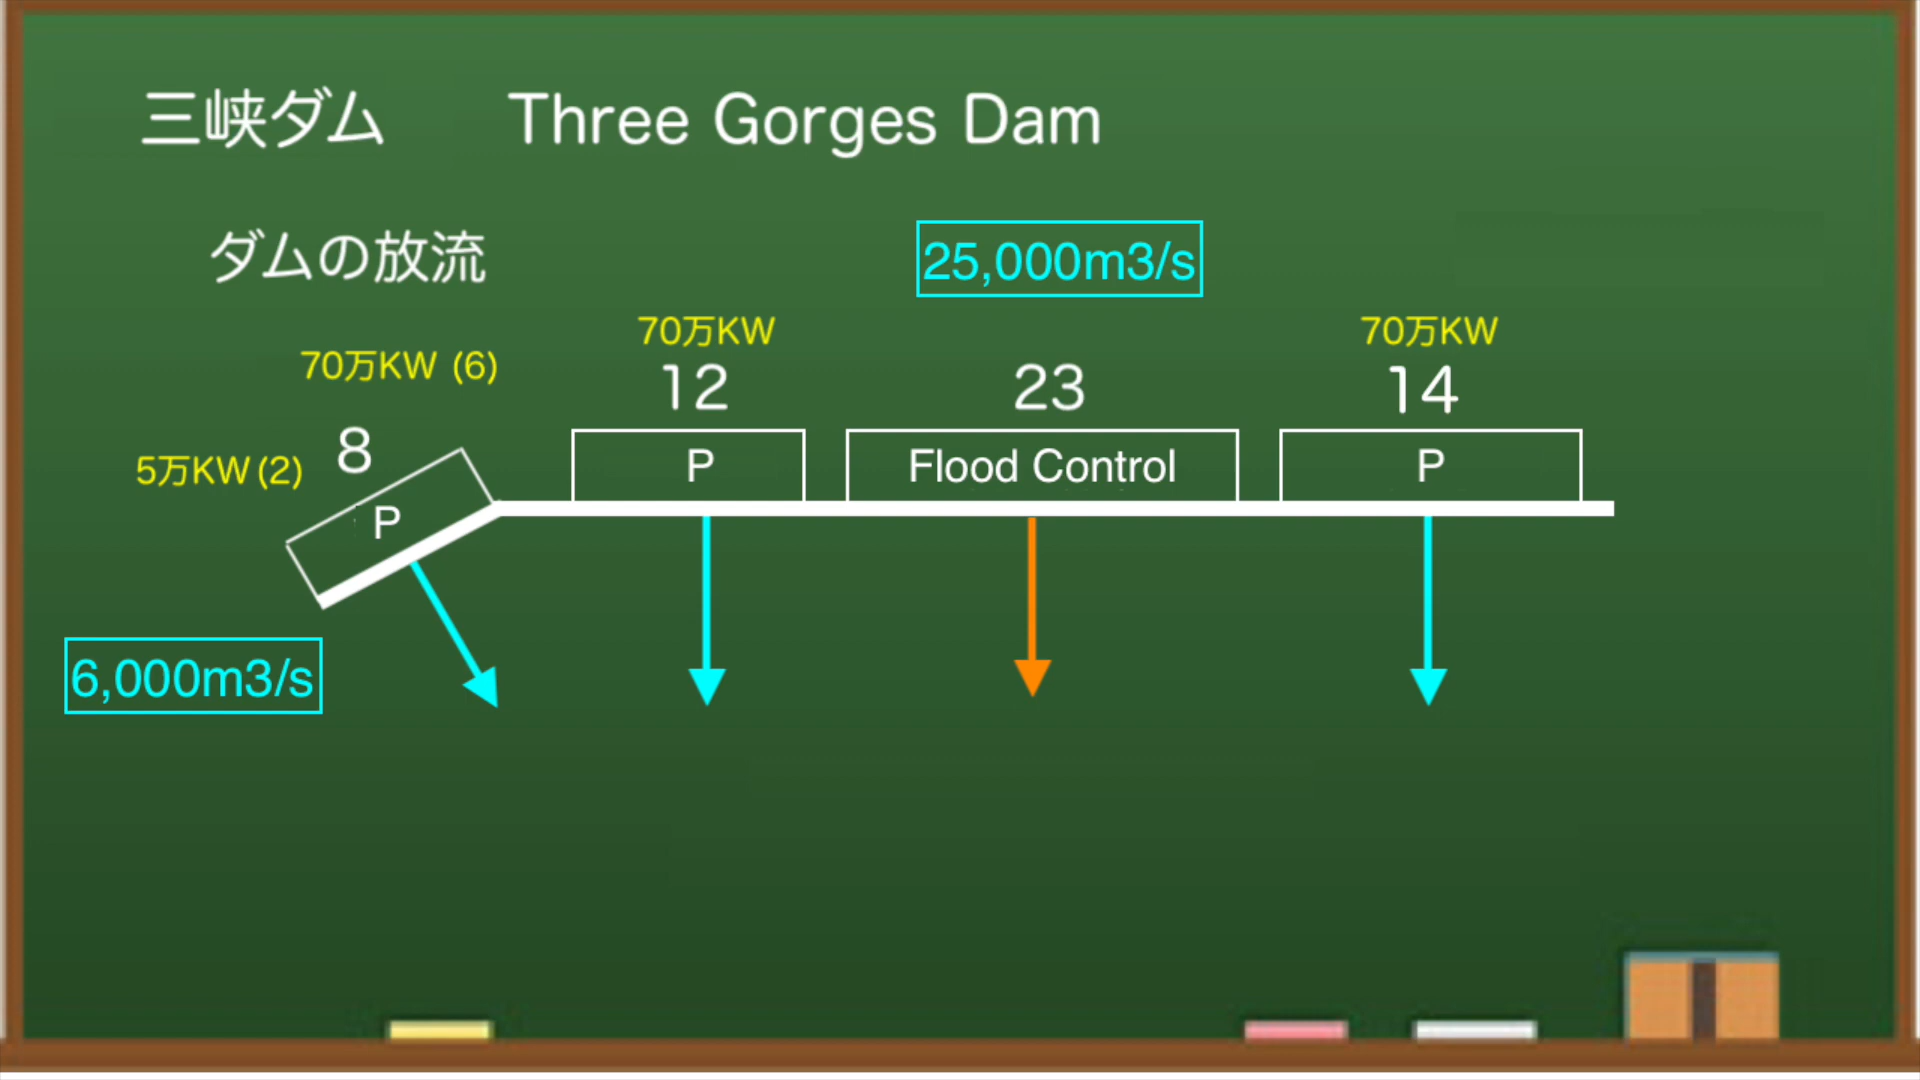 三峡ダム Three Gorges Dam
ダムの放流
25,000m3/s
70万KW
70万KW
70万KW (6)
12
23
14
8
5万KW(2)
P
Flood Control
P
P
6,000m3/s